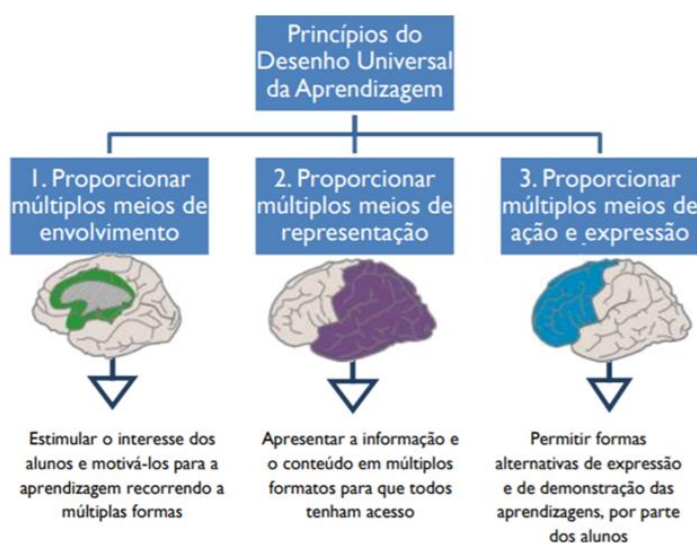 Princípios do
Desenho Universal
da Aprendizagem
1. Proporcionar
múltiplos meios de
envolvimento
2. Proporcionar
múltiplos meios de
representação
3. Proporcionar
múltiplos meios de
ação e expressão
Estimular o interesse dos
alunos e motivá-los para a
aprendizagem recorrendo a
múltiplas formas
Apresentar a informação e
o conteúdo em múltiplos
formatos para que todos
tenham acesso
Permitir formas
alternativas de expressão
e de demonstração das
aprendizagens, por parte
dos alunos